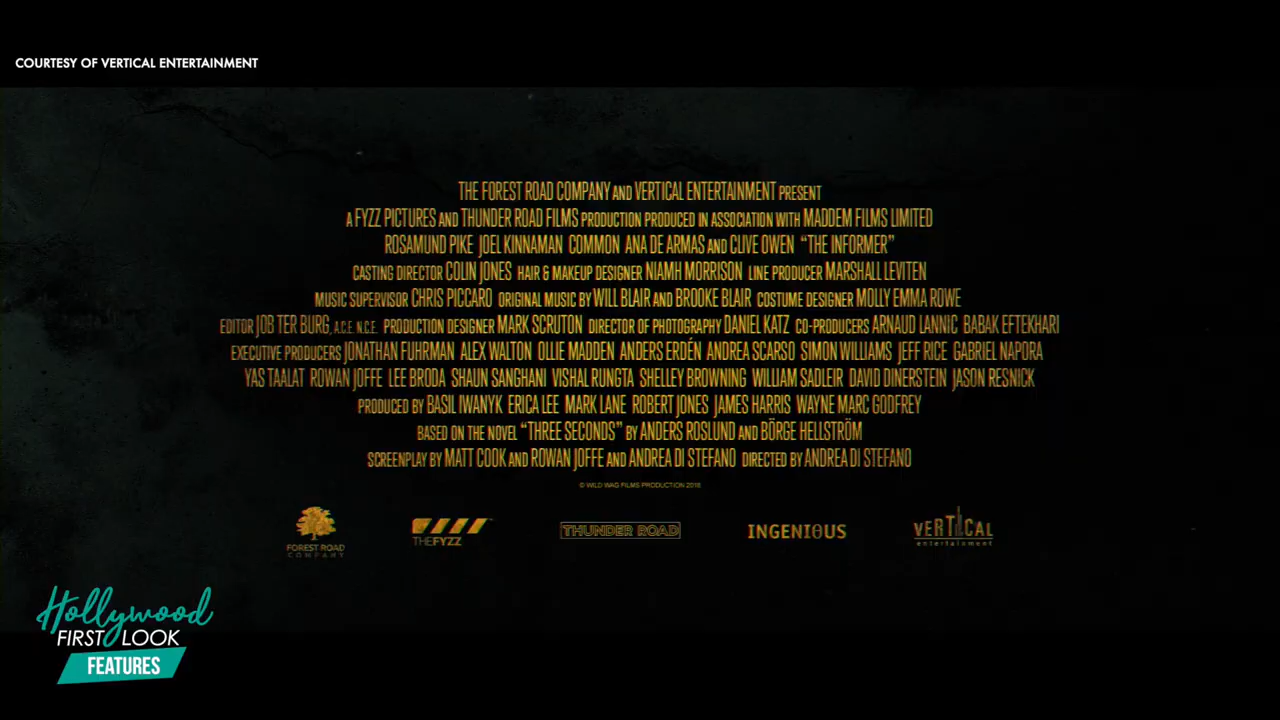 COURTESY OF VERTICAL ENTERTAINMENT
THE FOREST ROAD COMPANY AND VERTICAL ENTERTAINMENT PRESENT
A FYZZ PICTURES AND THUNDER ROAD FILMS PRODUCTION PRODUCED IN ASSOCIATION WITH MADDEM FILMS LIMITED
ROSAMUND PIKE JOEL KINNAMAN COMMON ANA DE ARMAS AND CLIVE OWEN “THE INFORMER”
CASTING DIRECTOR COLIN JONES HAIR & MAKEUP DESIGNER NIAMH MORRISON LINE PRODUCER MARSHALL LEVITEN
MUSIC SUPERVISOR CHRIS PICCARO ORIGINAL MUSIC BY WILL BLAIR AND BROOKE BLAIR COSTUME DESIGNER MOLLY EMMA ROWE
EDITOR JOB TER BURG, A.C.E. N.C.E. PRODUCTION DESIGNER MARK SCRUTON DIRECTOR OF PHOTOGRAPHY DANIEL KATZ CO-PRODUCERS ARNAUD LANNIC BABAK EFTEKHARI
EXECUTIVE PRODUCERS JONATHAN FUHRMAN ALEX WALTON OLLIE MADDEN ANDERS ERDÉN ANDREA SCARSO SIMON WILLIAMS JEFF RICE GABRIEL NAPORA
YAS TAALAT ROWAN JOFFE LEE BRODA SHAUN SANGHANI VISHAL RUNGTA SHELLEY BROWNING WILLIAM SADLEIR DAVID DINERSTEIN JASON RESNICK
PRODUCED BY BASIL IWANYK ERICA LEE MARK LANE ROBERT JONES JAMES HARRIS WAYNE MARC GODFREY
BASED ON THE NOVEL “THREE SECONDS” BY ANDERS ROSLUND AND BÖRGE HELLSTRÖM
SCREENPLAY BY MATT COOK AND ROWAN JOFFE AND ANDREA DI STEFANO DIRECTED BY ANDREA DI STEFANO
© WILD WAG FILMS PRODUCTION 2018
FOREST ROAD
COMPANY
THEFYZZ
THUNDER ROAD
INGENIOUS
VERTICAL
entertainment
Hollywood
FIRST LOOK
FEATURES